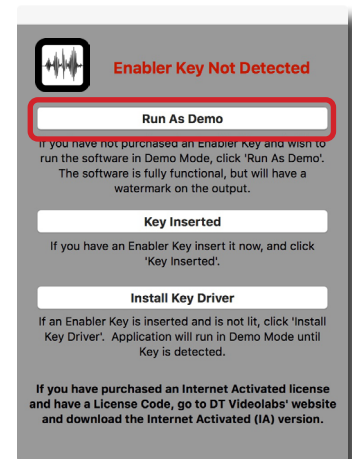 Enabler Key Not Detected
Run As Demo
If you have not purchased an Enabler Key and wish to
run the software in Demo Mode, click 'Run As Demo'.
The software is fully functional, but will have a
watermark on the output.
Key Inserted
If you have an Enabler Key insert it now, and click
'Key Inserted'.
Install Key Driver
If an Enabler Key is inserted and is not lit, click 'Install
Key Driver'.  Application will run in Demo Mode until
Key is detected.
If you have purchased an Internet Activated license
and have a License Code, go to DT Videolabs' website
and download the Internet Activated (IA) version.